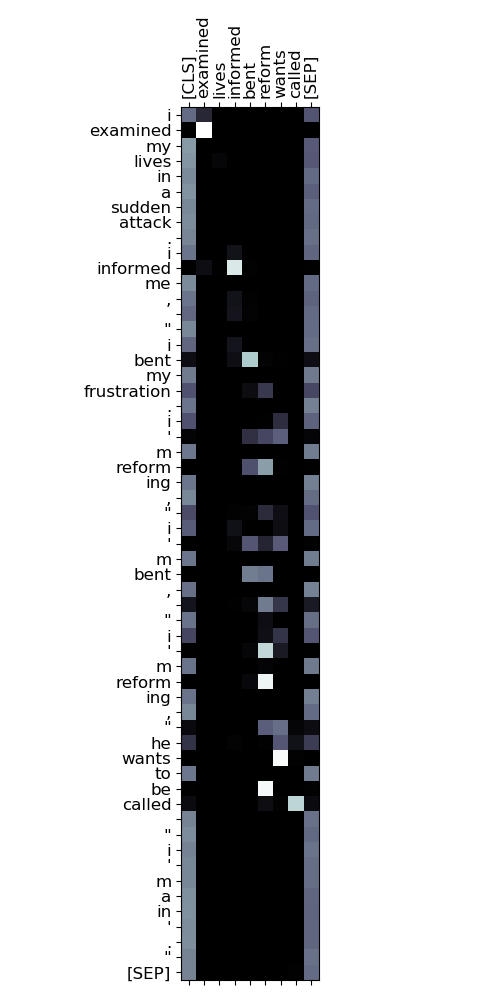 [CLS]
examined
lives
informed
bent
reform
wants
called
[SEP]
i
examined
my
lives
in
a
sudden
attack
.
i
informed
me
,
"
i
bent
my
frustration
.
i
'
m
reform
ing
,
"
i
'
m
bent
,
"
i
'
m
reform
ing
,
"
he
wants
to
be
called
"
i
'
m
a
in
'
.
"
[SEP]